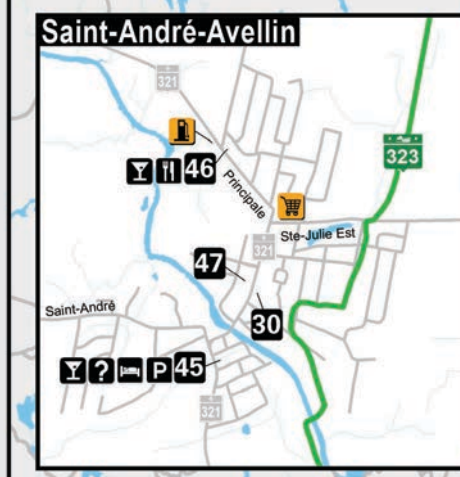 Saint-André-Avellin
321
323
46
Principale
Ste-Julie Est
321
47
30
Saint-André
? P 45
321